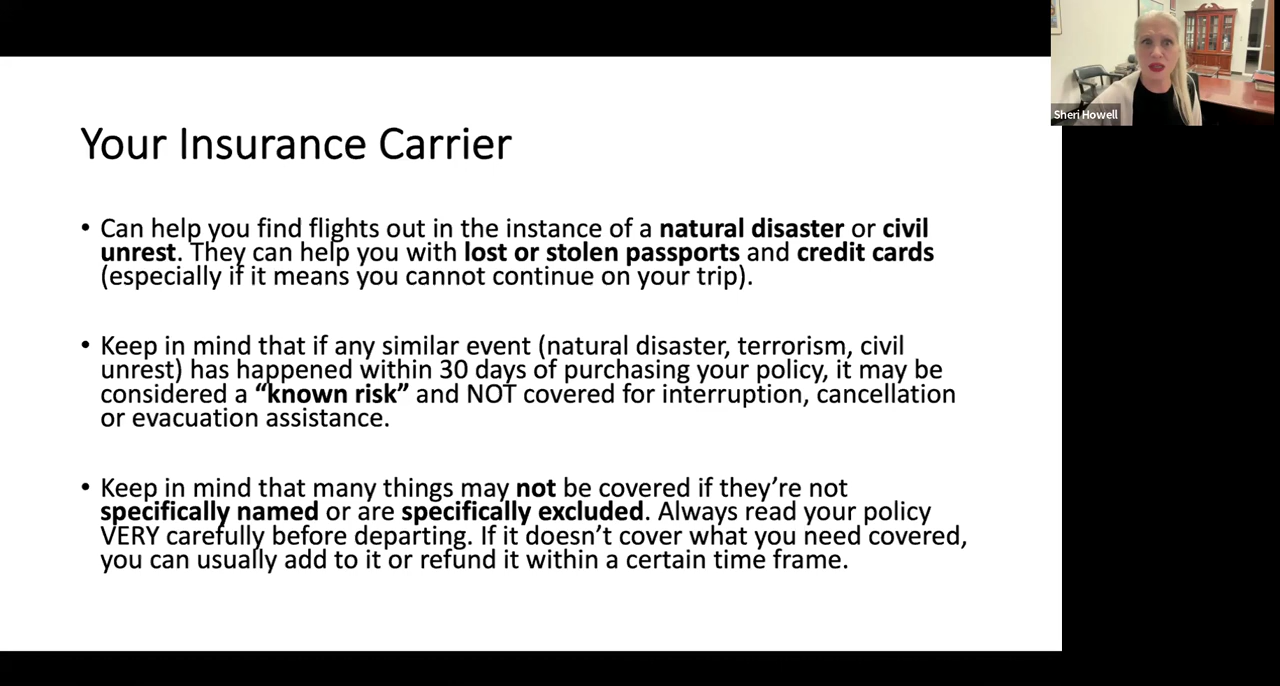 Your Insurance Carrier
• Can help you find flights out in the instance of a natural disaster or civil
unrest. They can help you with lost or stolen passports and credit cards
(especially if it means you cannot continue on your trip).
• Keep in mind that if any similar event (natural disaster, terrorism, civil
unrest) has happened within 30 days of purchasing your policy, it may be
considered a “known risk” and NOT covered for interruption, cancellation
or evacuation assistance.
• Keep in mind that many things may not be covered if they’re not
specifically named or are specifically excluded. Always read your policy
VERY carefully before departing. If it doesn’t cover what you need covered,
you can usually add to it or refund it within a certain time frame.
Sheri Howell